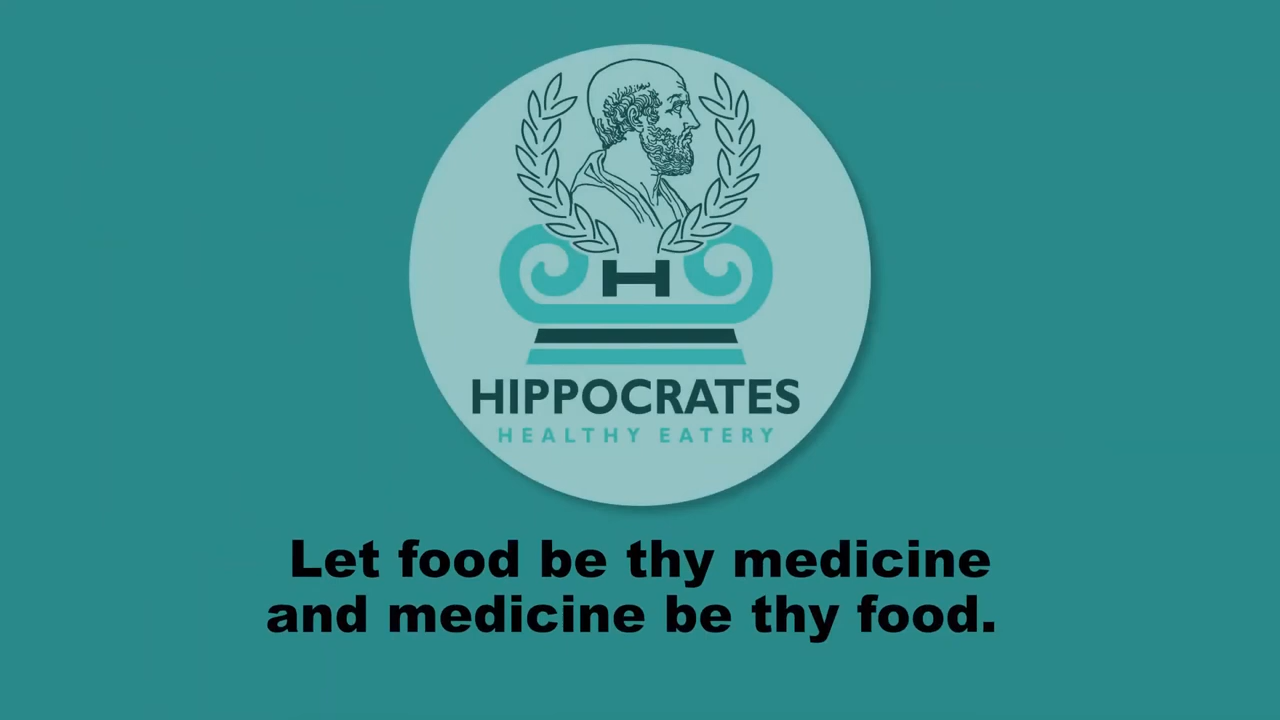 H
HIPPOCRATES
HEALTHY EATERY
Let food be thy medicine
and medicine be thy food.